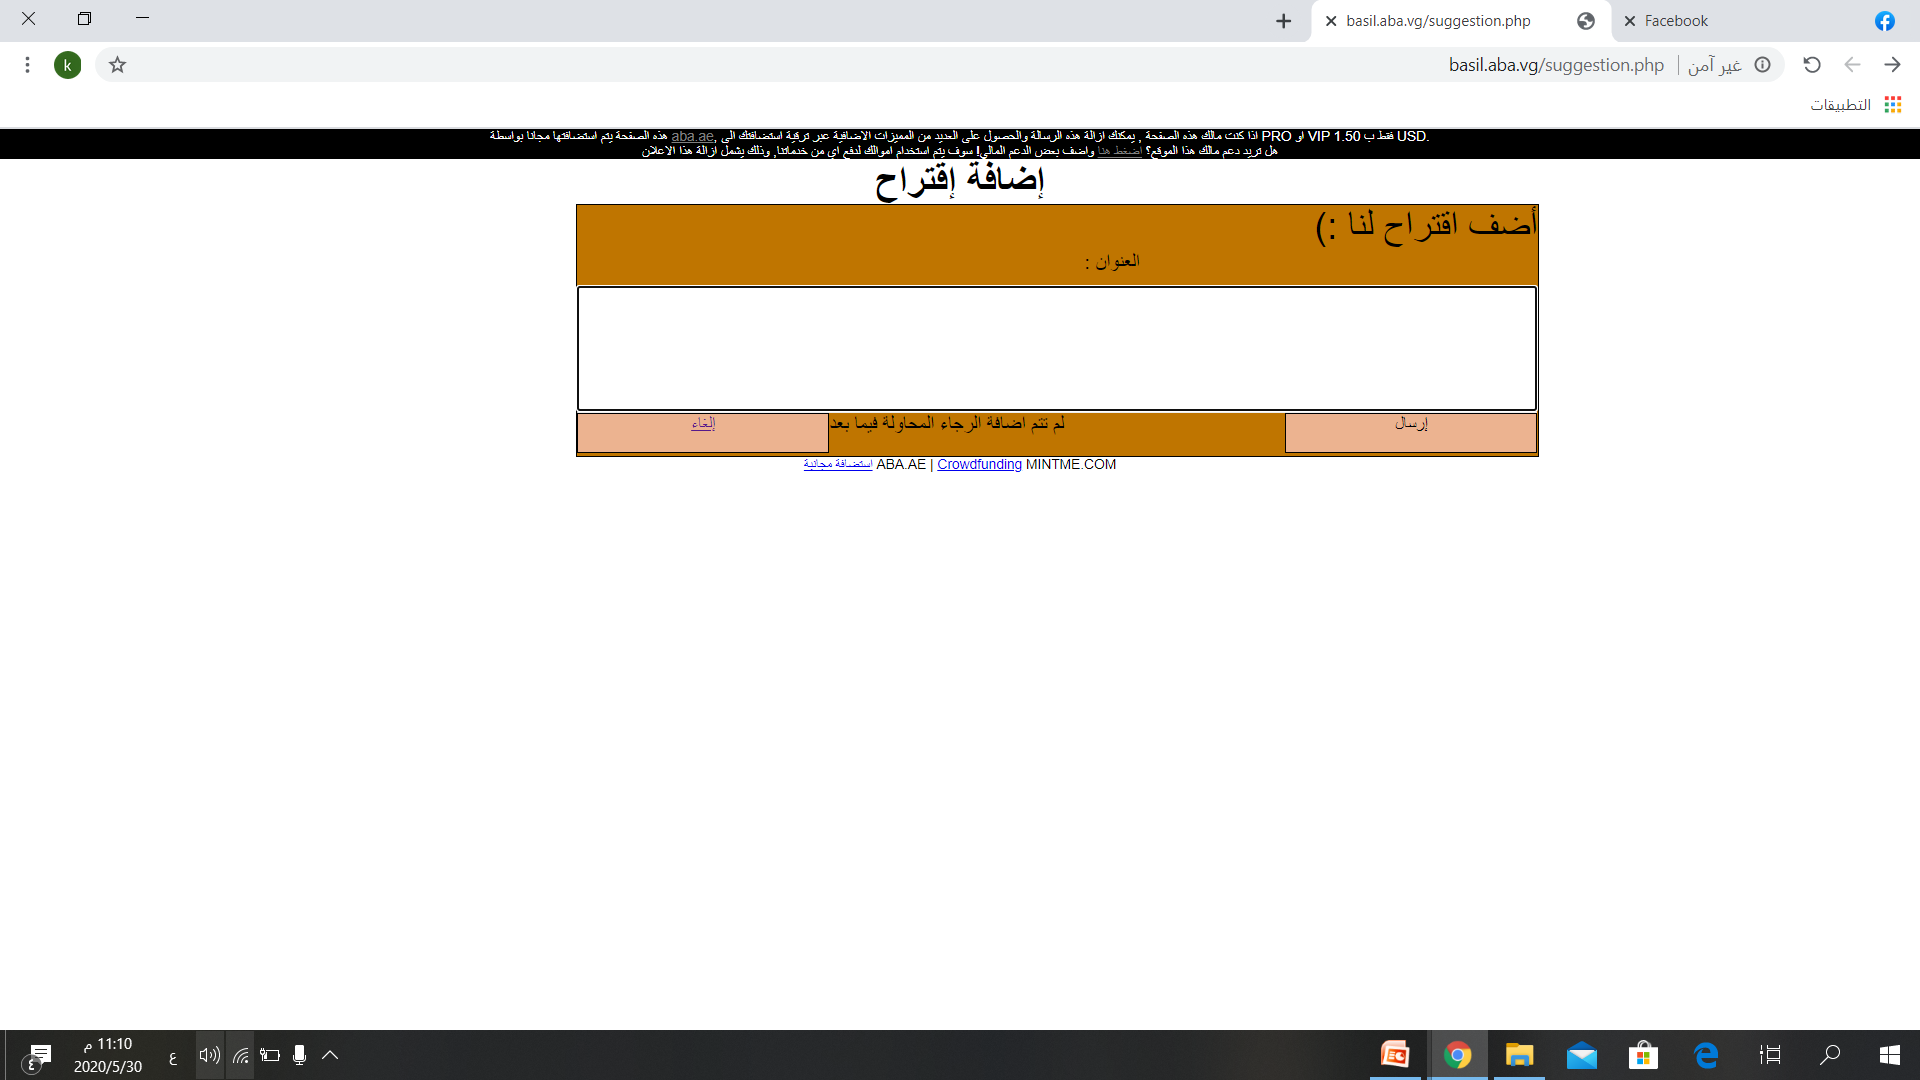 basil.aba.vg/suggestion.php
Facebook
k
basil.aba.vg/suggestion.php
غير آمن
التطبيقات
هذه الصفحة يتم استضافتها مجانا بواسطة aba.ae, اذا كنت مالك هذه الصفحة , يمكنك ازالة هذه الرسالة والحصول على العديد من المميزات الاضافية عبر ترقية استضافتك الى PRO او VIP فقط ب 1.50 USD.
هل تريد دعم مالك هذا الموقع؟ اضغط هنا واضف بعض الدعم المالي! سوف يتم استخدام اموالك لدفع اي من خدماتنا, وذلك يشمل ازالة هذا الاعلان
إضافة إقتراح
أضف اقتراح لنا :)
العنوان :
إرسال
لم تتم اضافة الرجاء المحاولة فيما بعد
إلغاء
استضافة مجانية ABA.AE | Crowdfunding MINTME.COM
11:10 م
2020/5/30
ع
٤